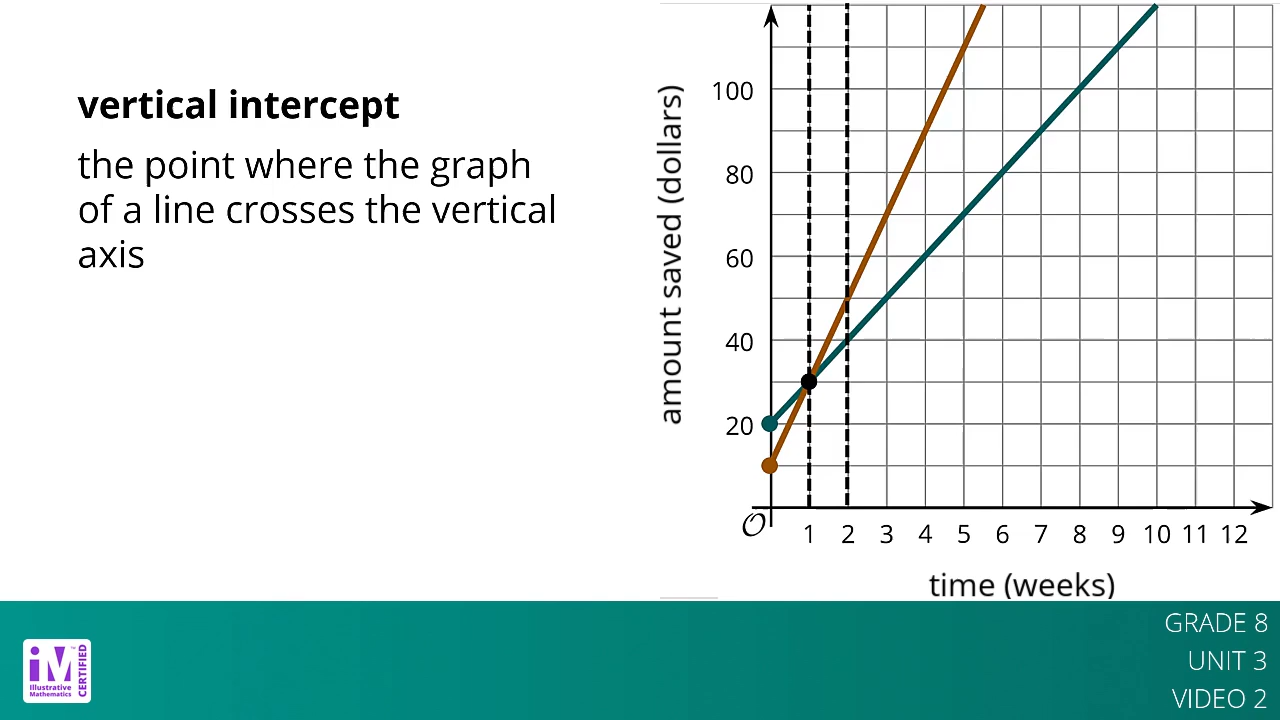 vertical intercept
the point where the graph
of a line crosses the vertical
axis
amount saved (dollars)
100
80
60
40
20
O
1 2 3 4 5 6 7 8 9 10 11 12
time (weeks)
iM
Illustrative
Mathematics
CERTIFIED
GRADE 8
UNIT 3
VIDEO 2